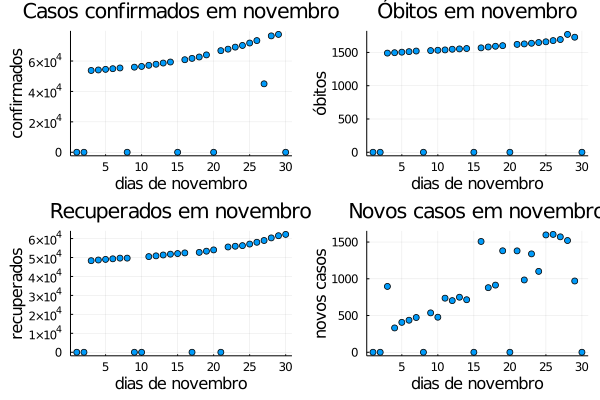 Casos confirmados em novembro
confirmados
6×10⁴
4×10⁴
2×10⁴
0
5 10 15 20 25 30
dias de novembro
Óbitos em novembro
óbitos
1500
1000
500
0
5 10 15 20 25 30
dias de novembro
Recuperados em novembro
recuperados
6×10⁴
5×10⁴
4×10⁴
3×10⁴
2×10⁴
1×10⁴
0
5 10 15 20 25 30
dias de novembro
Novos casos em novembro
novos casos
1500
1000
500
0
5 10 15 20 25 30
dias de novembro